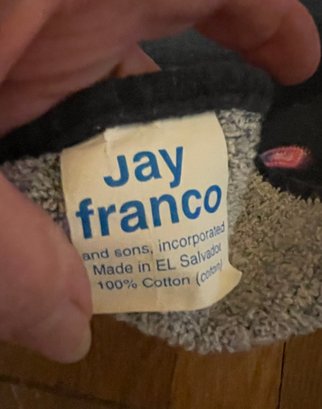 Jay
franco
and sons, incorporated
Made in EL Salvador
100% Cotton (coton)